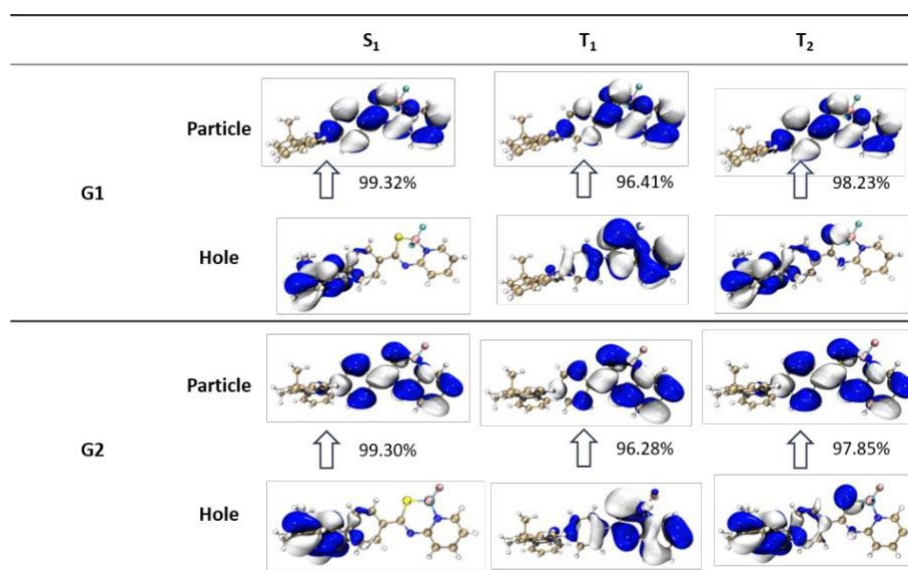 S₁ T₁ T₂
Particle
99.32% 96.41% 98.23%
G1
Hole
Particle
99.30% 96.28% 97.85%
G2
Hole